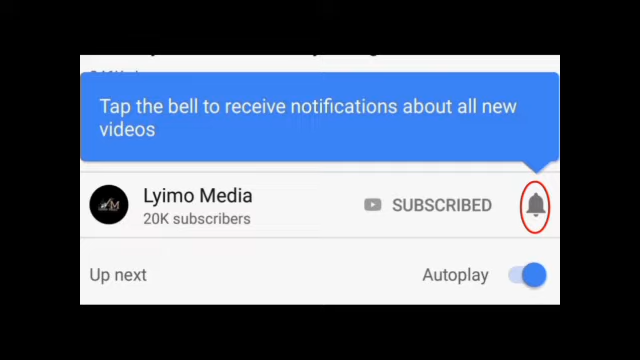 Tap the bell to receive notifications about all new
videos
Lyimo Media
SUBSCRIBED
20K subscribers
Up next
Autoplay